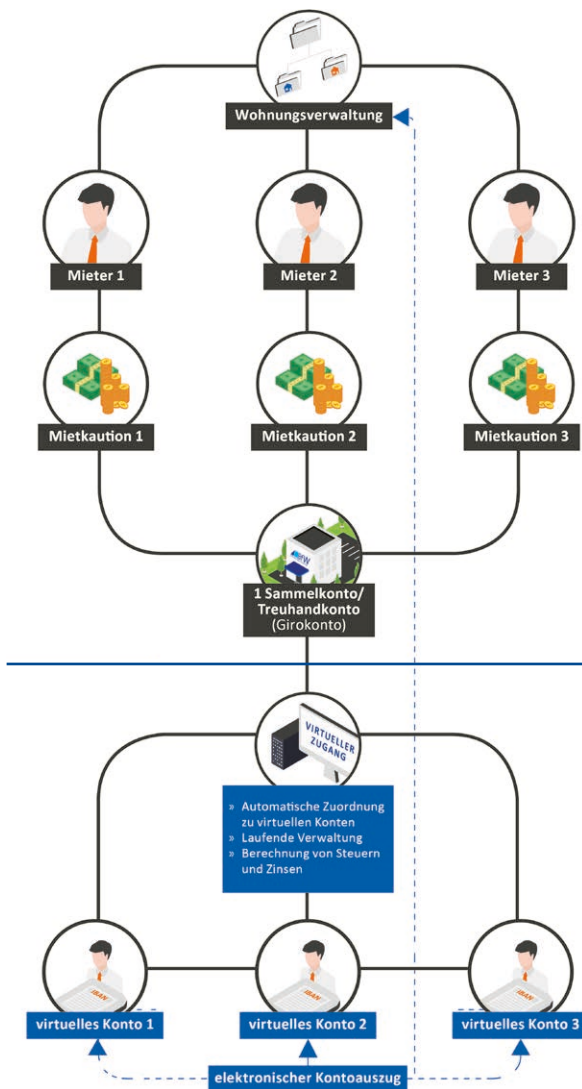 Wohnungsverwaltung
Mieter 1
Mieter 2
Mieter 3
Mietkaution 1
Mietkaution 2
Mietkaution 3
1 Sammelkonto/
Treuhandkonto
(Girokonto)
VIRTUELLER
ZUGANG
» Automatische Zuordnung
zu virtuellen Konten
» Laufende Verwaltung
» Berechnung von Steuern
und Zinsen
IBAN
IBAN
IBAN
virtuelles Konto 1
virtuelles Konto 2
virtuelles Konto 3
elektronischer Kontoauszug